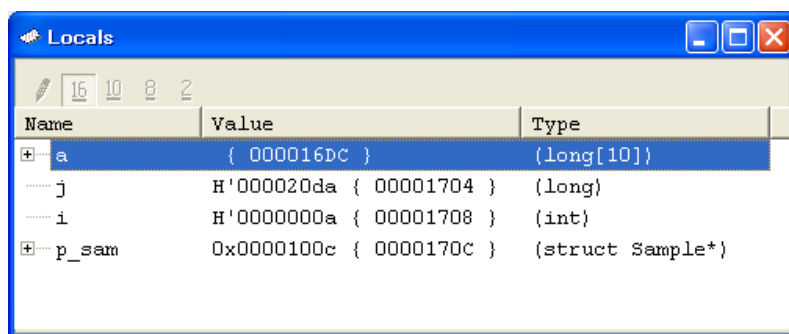 Locals
16 10 8 2
Name Value Type
a { 000016DC } (long[10])
j H'000020da { 00001704 } (long)
i H'0000000a { 00001708 } (int)
p_sam 0x0000100c { 0000170C } (struct Sample*)